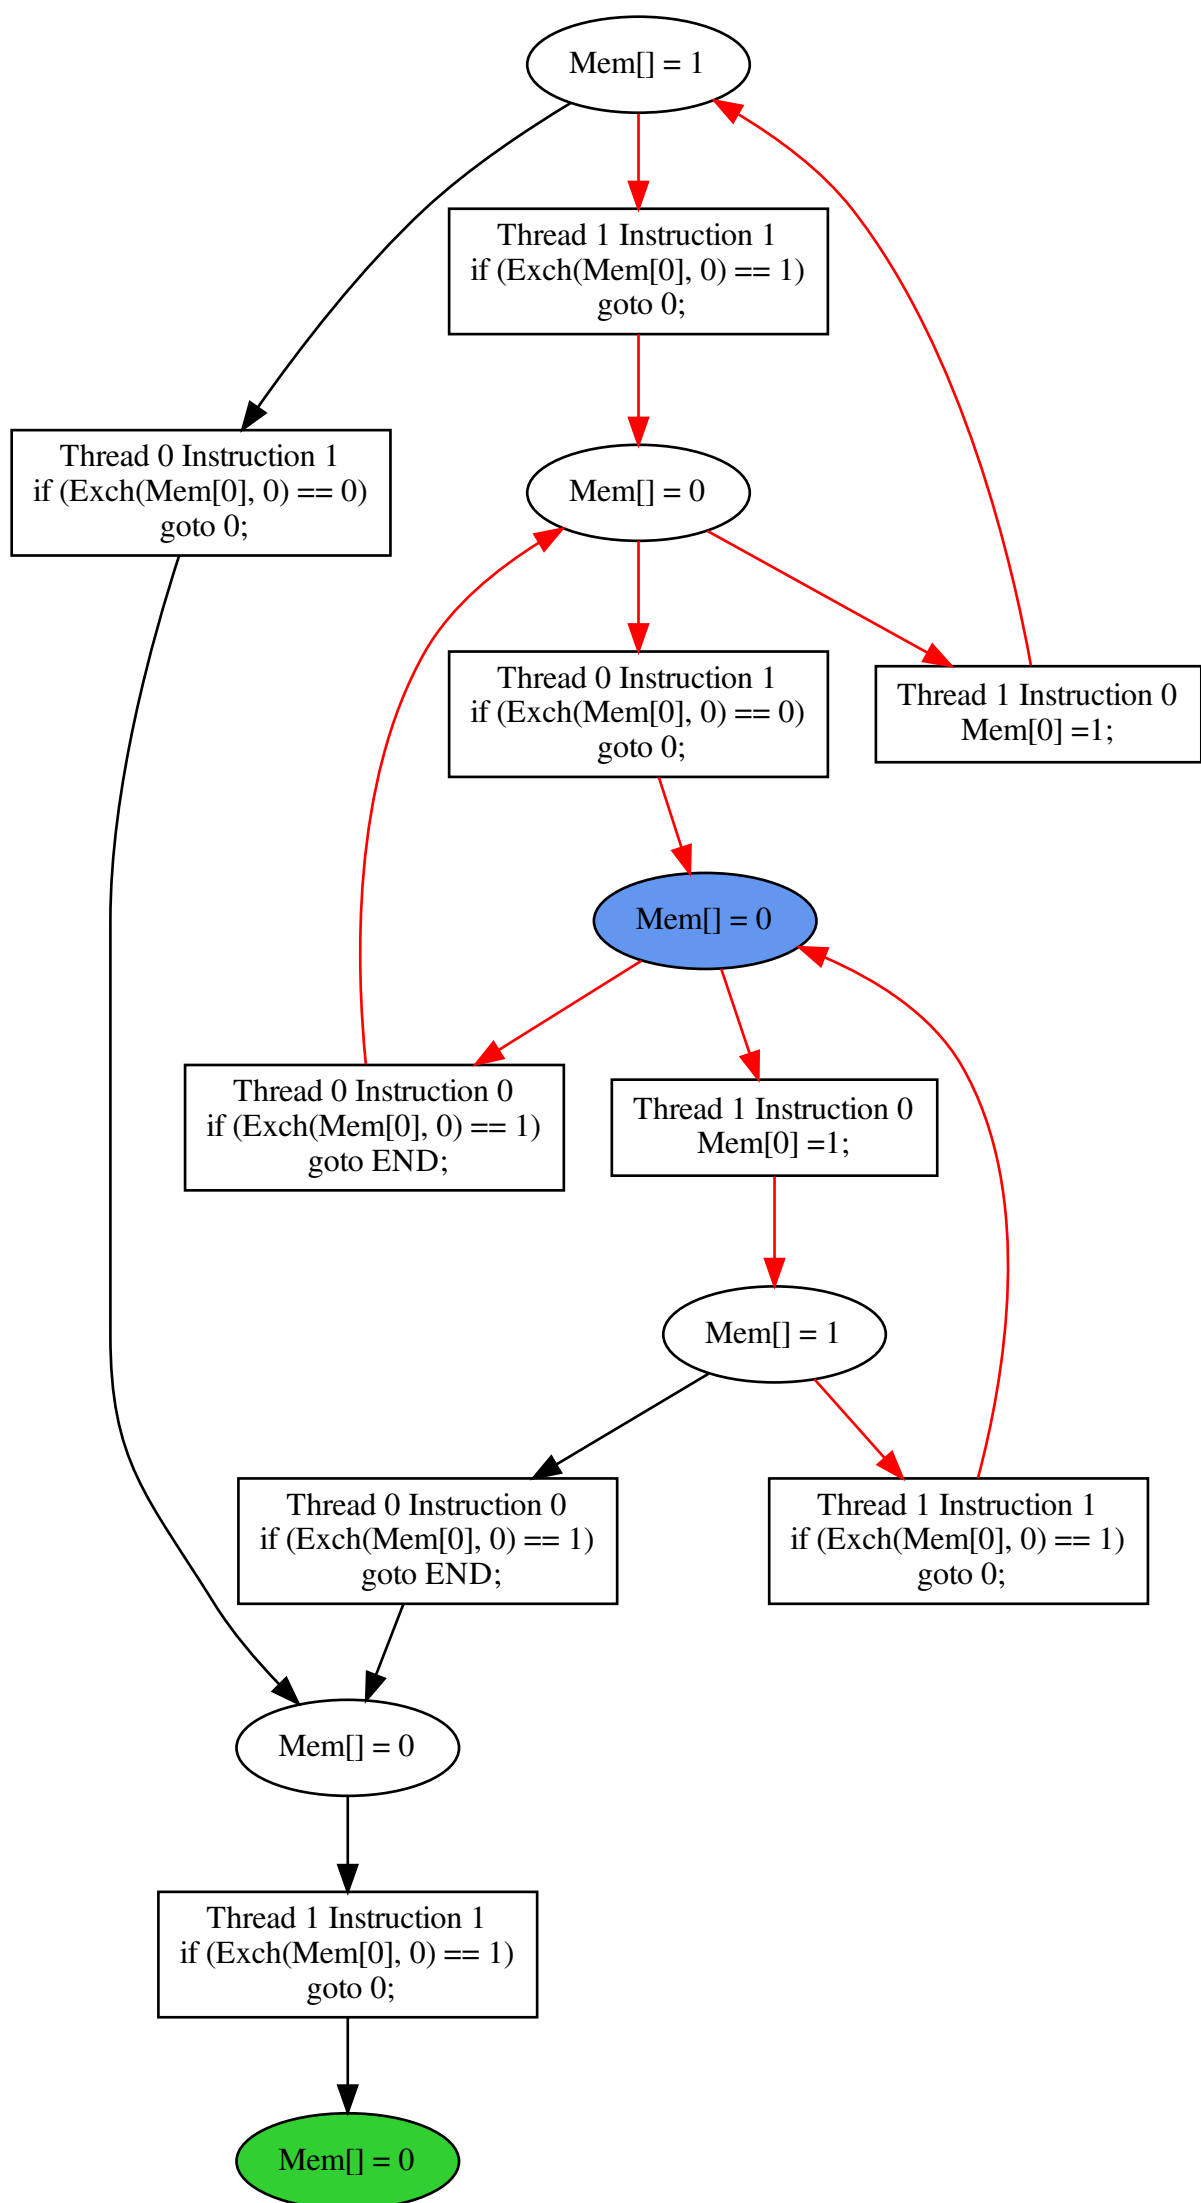 Mem[] = 1
Thread 1 Instruction 1
if (Exch(Mem[0], 0) == 1)
goto 0;
Thread 0 Instruction 1
if (Exch(Mem[0], 0) == 0)
goto 0;
Mem[] = 0
Thread 0 Instruction 1
if (Exch(Mem[0], 0) == 0)
goto 0;
Thread 1 Instruction 0
Mem[0] =1;
Mem[] = 0
Thread 0 Instruction 0
if (Exch(Mem[0], 0) == 1)
goto END;
Thread 1 Instruction 0
Mem[0] =1;
Mem[] = 1
Thread 0 Instruction 0
if (Exch(Mem[0], 0) == 1)
goto END;
Thread 1 Instruction 1
if (Exch(Mem[0], 0) == 1)
goto 0;
Mem[] = 0
Thread 1 Instruction 1
if (Exch(Mem[0], 0) == 1)
goto 0;
Mem[] = 0